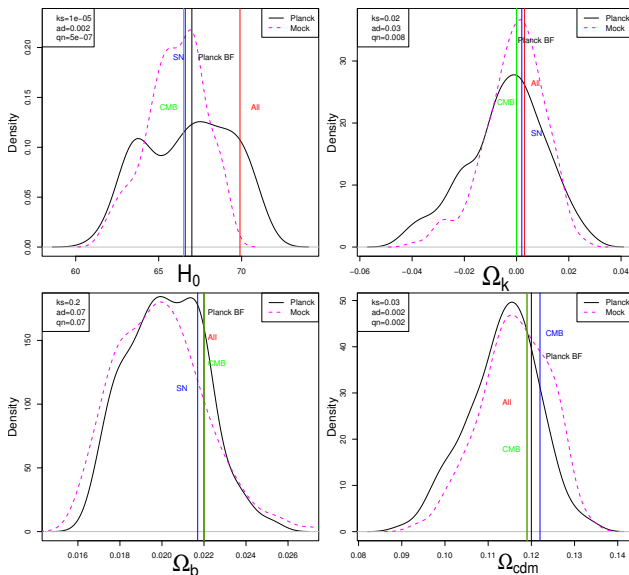 ks=1e-05
ad=0.002
qn=5e-07
Planck
Mock
SN
Planck BF
CMB
All
Density
0.00 0.05 0.10 0.15 0.20
60 65 70
H0
ks=0.02
ad=0.03
qn=0.008
Planck
Mock
Planck BF
All
CMB
SN
Density
0 10 20 30
−0.06 −0.04 −0.02 0.00 0.02 0.04
Ωk
ks=0.2
ad=0.07
qn=0.07
Planck
Mock
Planck BF
All
CMB
SN
Density
0 50 100 150
0.016 0.018 0.020 0.022 0.024 0.026
Ωb
ks=0.03
ad=0.002
qn=0.002
Planck
Mock
CMB
Planck BF
All
CMB
Density
0 10 20 30 40 50
0.08 0.09 0.10 0.11 0.12 0.13 0.14
Ωcdm